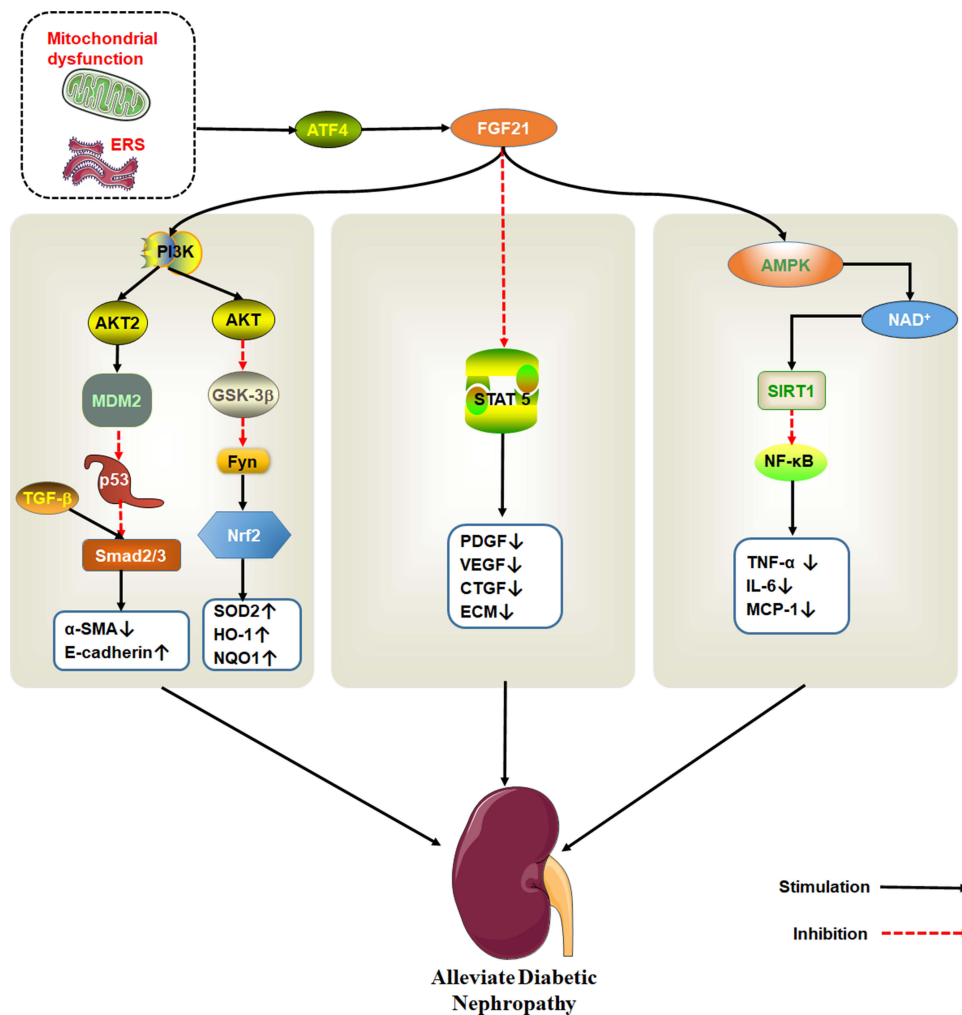 Mitochondrial
dysfunction
ERS
ATF4
FGF21
PI3K
AKT2
AKT
MDM2
GSK-3β
p53
Fyn
TGF-β
Smad2/3
Nrf2
α-SMA↓
E-cadherin↑
SOD2↑
HO-1↑
NQO1↑
STAT 5
PDGF↓
VEGF↓
CTGF↓
ECM↓
AMPK
NAD⁺
SIRT1
NF-κB
TNF-α ↓
IL-6↓
MCP-1↓
Stimulation
Inhibition
Alleviate Diabetic
Nephropathy